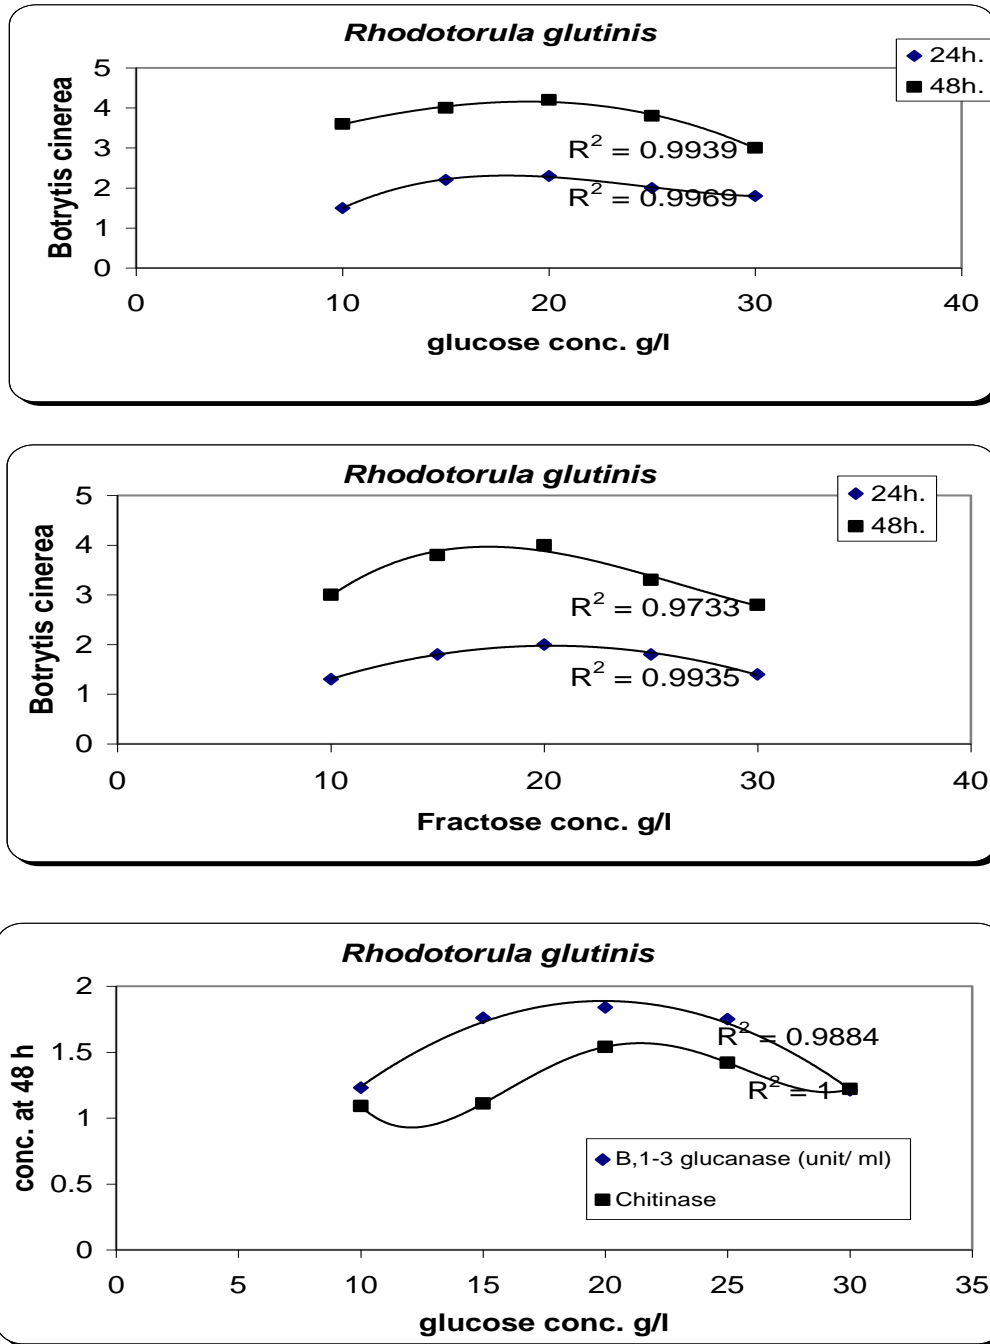 Rhodotorula glutinis
24h.
48h.
Botrytis cinerea
5
4
3
2
1
0
R² = 0.9939
R² = 0.9969
0 10 20 30 40
glucose conc. g/l
Rhodotorula glutinis
24h.
48h.
Botrytis cinerea
5
4
3
2
1
0
R² = 0.9733
R² = 0.9935
0 10 20 30 40
Fractose conc. g/l
Rhodotorula glutinis
conc. at 48 h
2
1.5
1
0.5
0
R² = 0.9884
R² = 1
B,1-3 glucanase (unit/ ml)
Chitinase
0 5 10 15 20 25 30 35
glucose conc. g/l